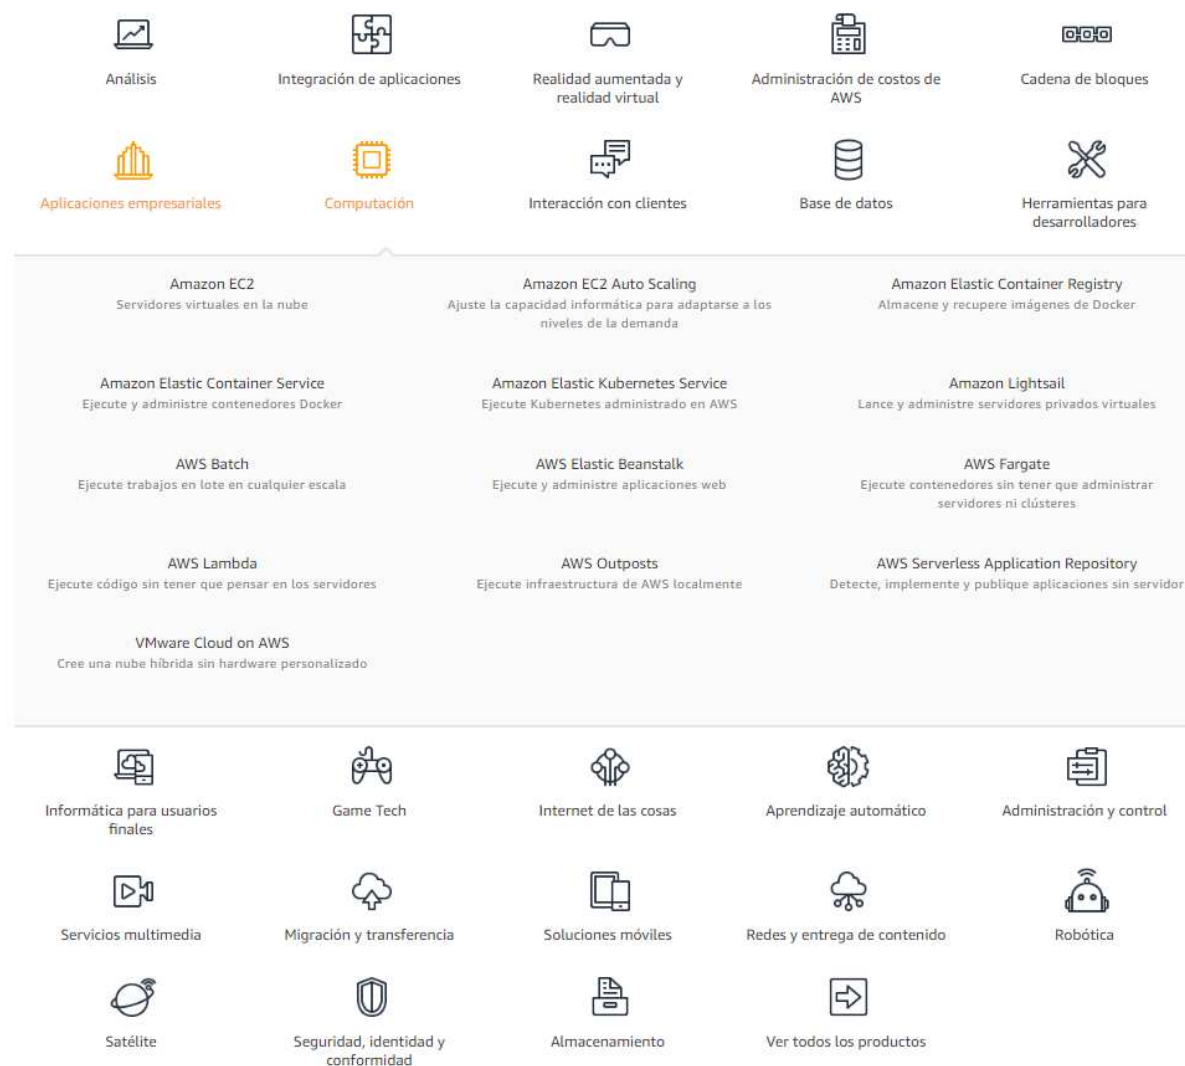 Análisis
Integración de aplicaciones
Realidad aumentada y
realidad virtual
Administración de costos de
AWS
Cadena de bloques
Aplicaciones empresariales
Computación
Interacción con clientes
Base de datos
Herramientas para
desarrolladores
Amazon EC2
Servidores virtuales en la nube
Amazon EC2 Auto Scaling
Ajuste la capacidad informática para adaptarse a los
niveles de la demanda
Amazon Elastic Container Registry
Almacene y recupere imágenes de Docker
Amazon Elastic Container Service
Ejecute y administre contenedores Docker
Amazon Elastic Kubernetes Service
Ejecute Kubernetes administrado en AWS
Amazon Lightsail
Lance y administre servidores privados virtuales
AWS Batch
Ejecute trabajos en lote en cualquier escala
AWS Elastic Beanstalk
Ejecute y administre aplicaciones web
AWS Fargate
Ejecute contenedores sin tener que administrar
servidores ni clústeres
AWS Lambda
Ejecute código sin tener que pensar en los servidores
AWS Outposts
Ejecute infraestructura de AWS localmente
AWS Serverless Application Repository
Detecte, implemente y publique aplicaciones sin servidor
VMware Cloud on AWS
Cree una nube híbrida sin hardware personalizado
Informática para usuarios
finales
Game Tech
Internet de las cosas
Aprendizaje automático
Administración y control
Servicios multimedia
Migración y transferencia
Soluciones móviles
Redes y entrega de contenido
Robótica
Satélite
Seguridad, identidad y
conformidad
Almacenamiento
Ver todos los productos